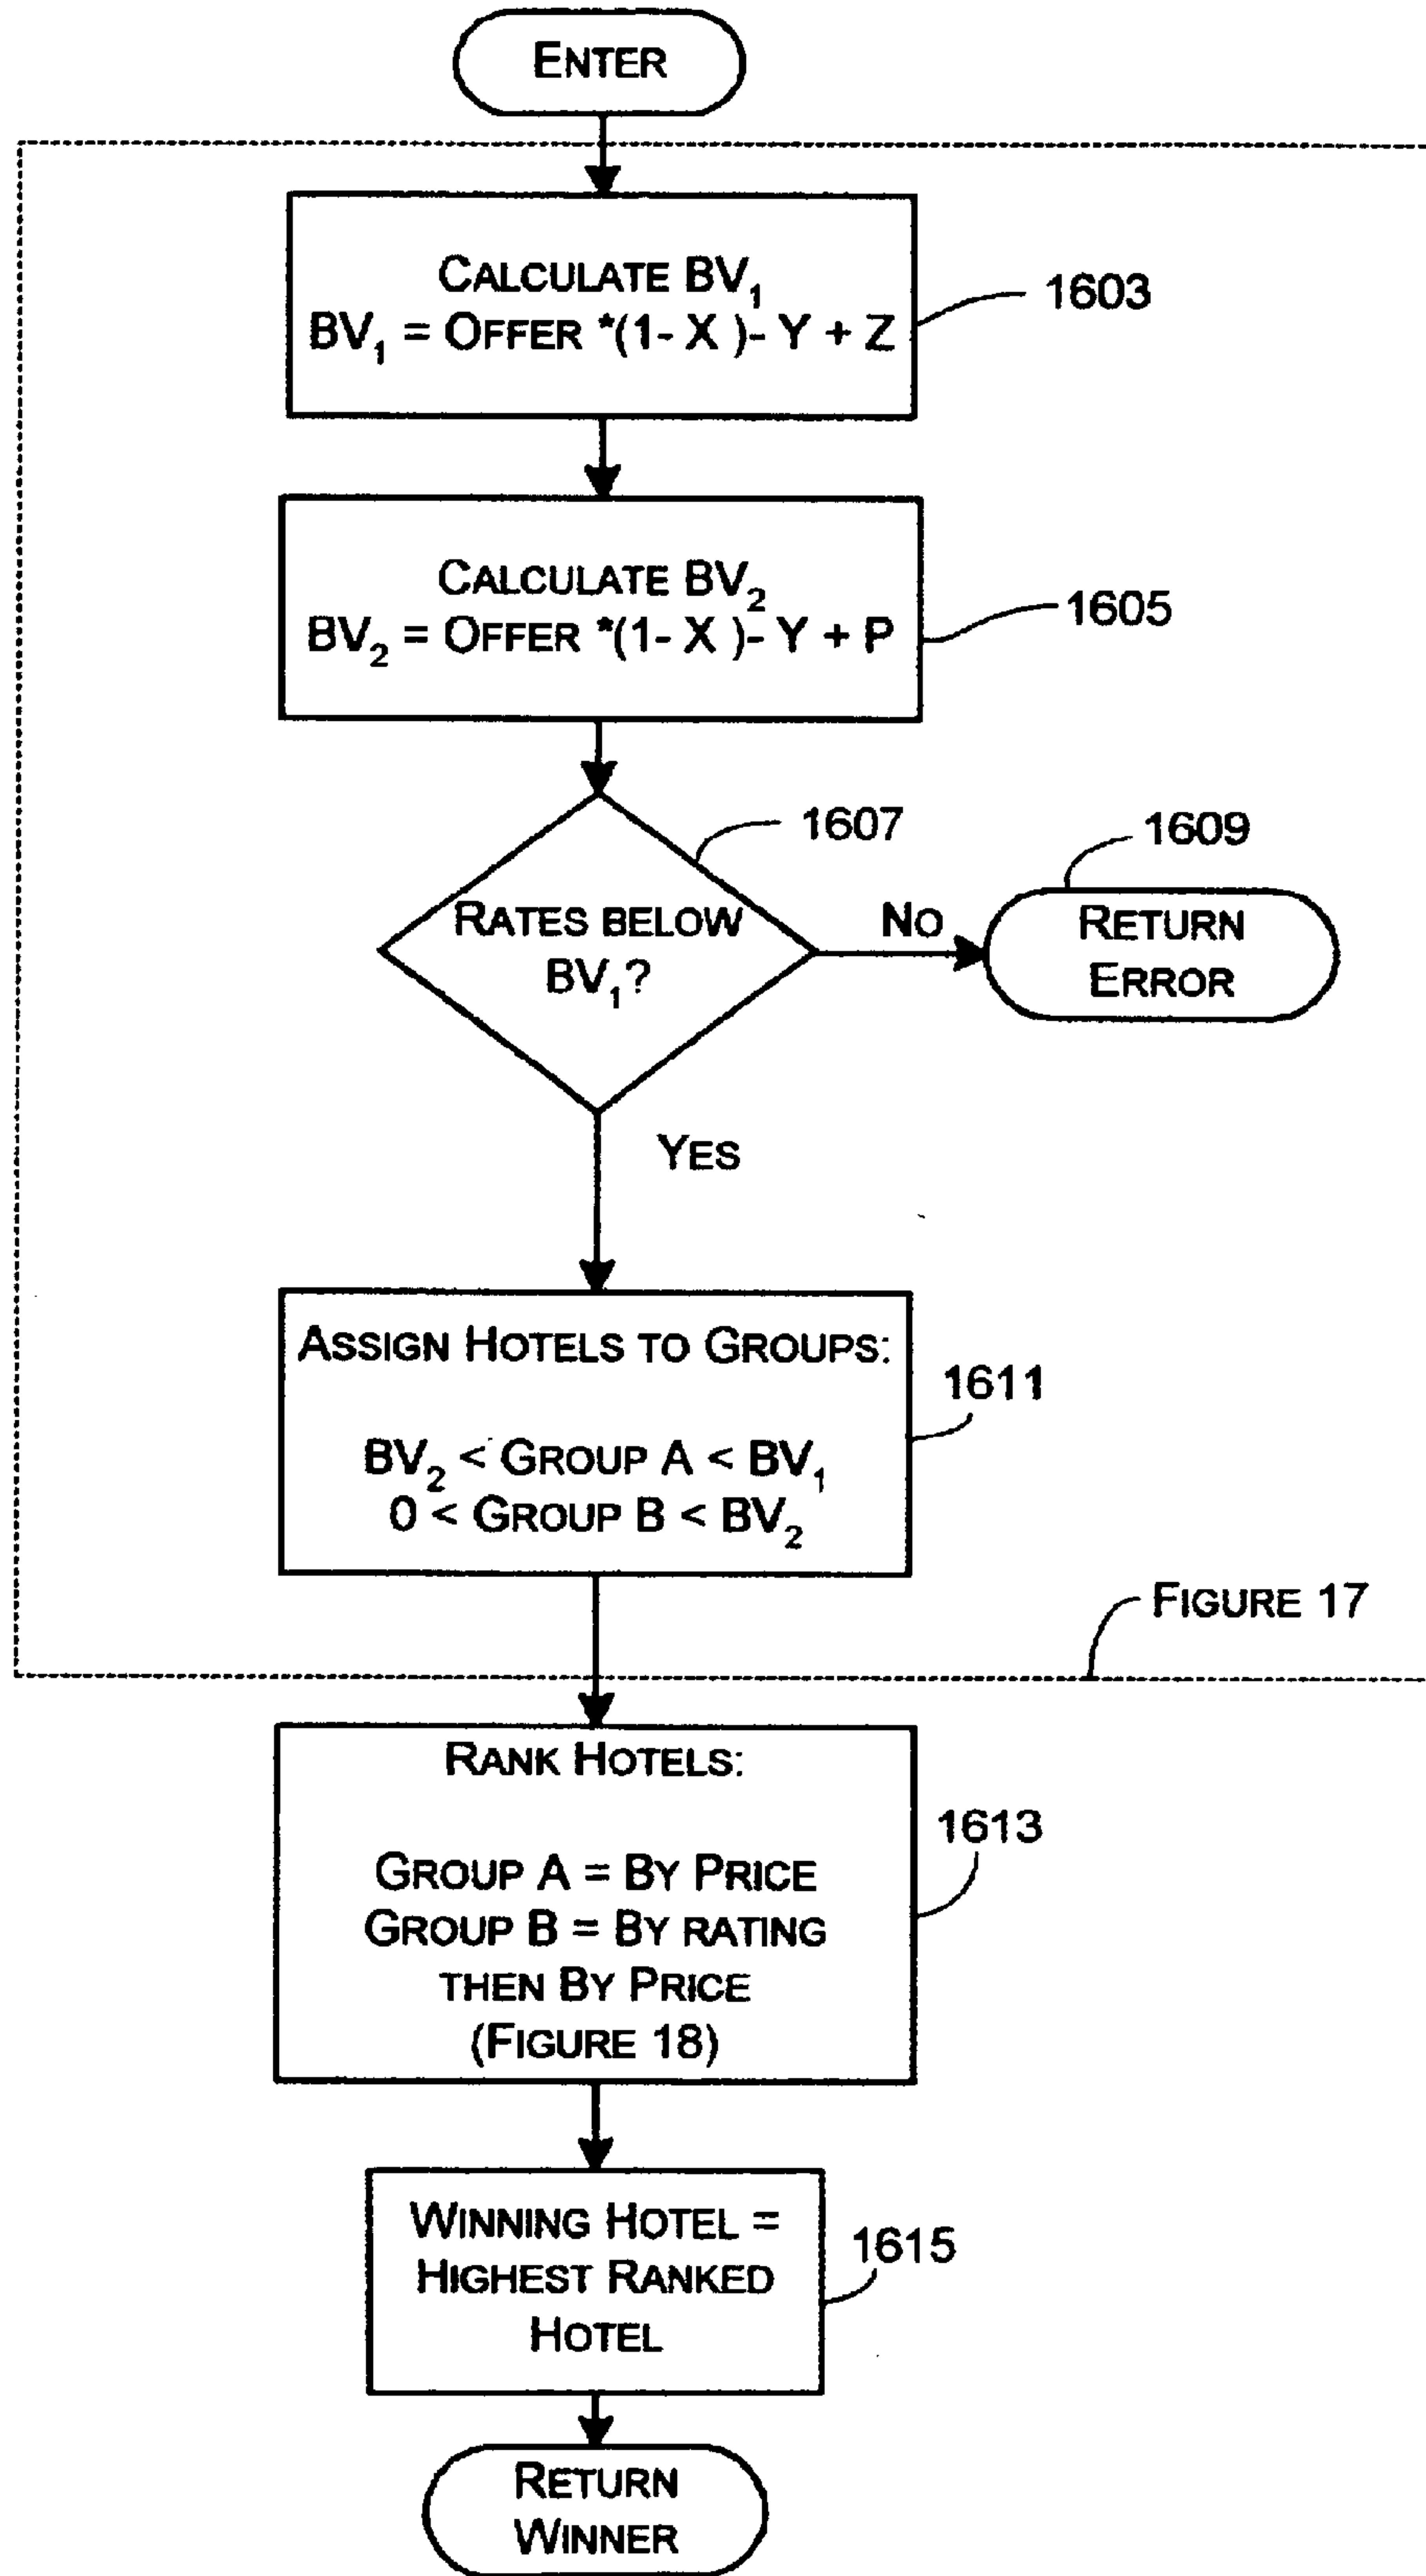 ENTER
CALCULATE BV₁
BV₁ = OFFER *(1- X )- Y + Z
1603
CALCULATE BV₂
BV₂ = OFFER *(1- X )- Y + P
1605
1607
RATES BELOW
BV₁?
NO
1609
RETURN
ERROR
YES
ASSIGN HOTELS TO GROUPS:
BV₂ < GROUP A < BV₁
0 < GROUP B < BV₂
1611
FIGURE 17
RANK HOTELS:
GROUP A = BY PRICE
GROUP B = BY RATING
THEN BY PRICE
(FIGURE 18)
1613
WINNING HOTEL =
HIGHEST RANKED
HOTEL
1615
RETURN
WINNER